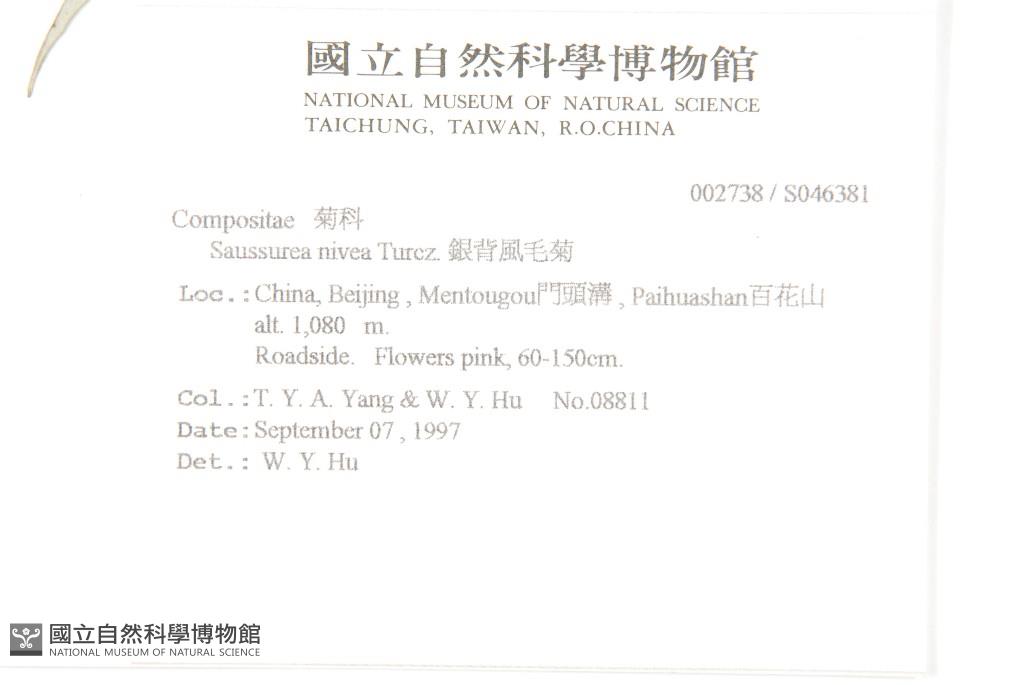 國立自然科學博物館
NATIONAL MUSEUM OF NATURAL SCIENCE
TAICHUNG, TAIWAN, R.O.CHINA
002738 / S046381
Compositae 菊科
Saussurea nivea Turcz. 銀背風毛菊
Loc.: China, Beijing , Mentougou門頭溝 , Paihuashan百花山
alt. 1,080 m.
Roadside. Flowers pink, 60-150cm.
Col.: T. Y. A. Yang & W. Y. Hu No.08811
Date: September 07 , 1997
Det.: W. Y. Hu
國立自然科學博物館
NATIONAL MUSEUM OF NATURAL SCIENCE